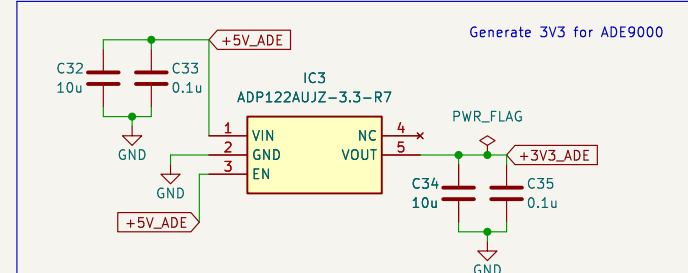 Generate 3V3 for ADE9000
+5V_ADE
C32
10u
C33
0.1u
GND
IC3
ADP122AUJZ-3.3-R7
1 VIN
2 GND
3 EN
NC 4
VOUT 5
GND
+5V_ADE
PWR_FLAG
+3V3_ADE
C34
10u
C35
0.1u
GND